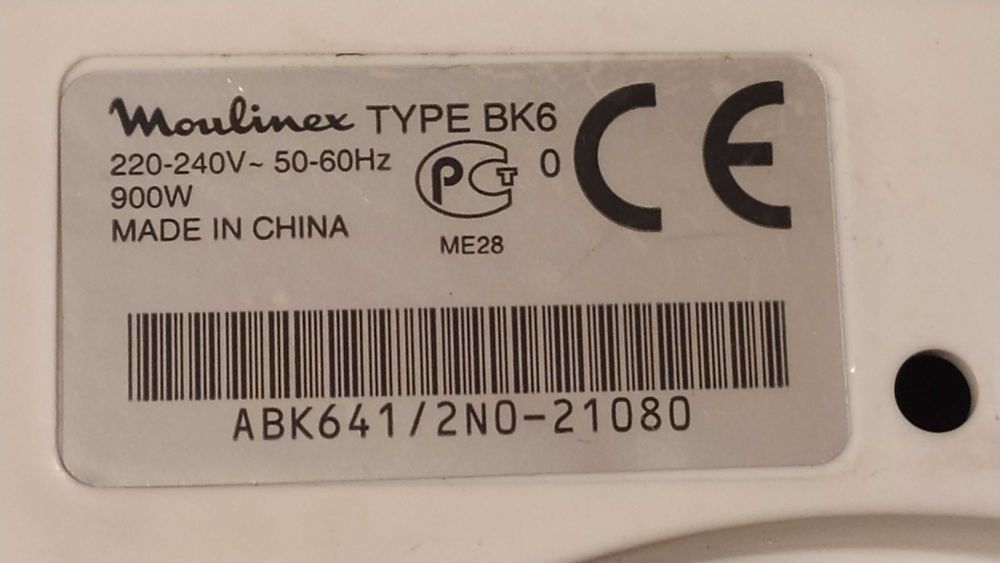 Moulinex TYPE BK6
220-240V~ 50-60Hz
0
900W
MADE IN CHINA
PCT
ME28
CE
ABK641/2N0-21080